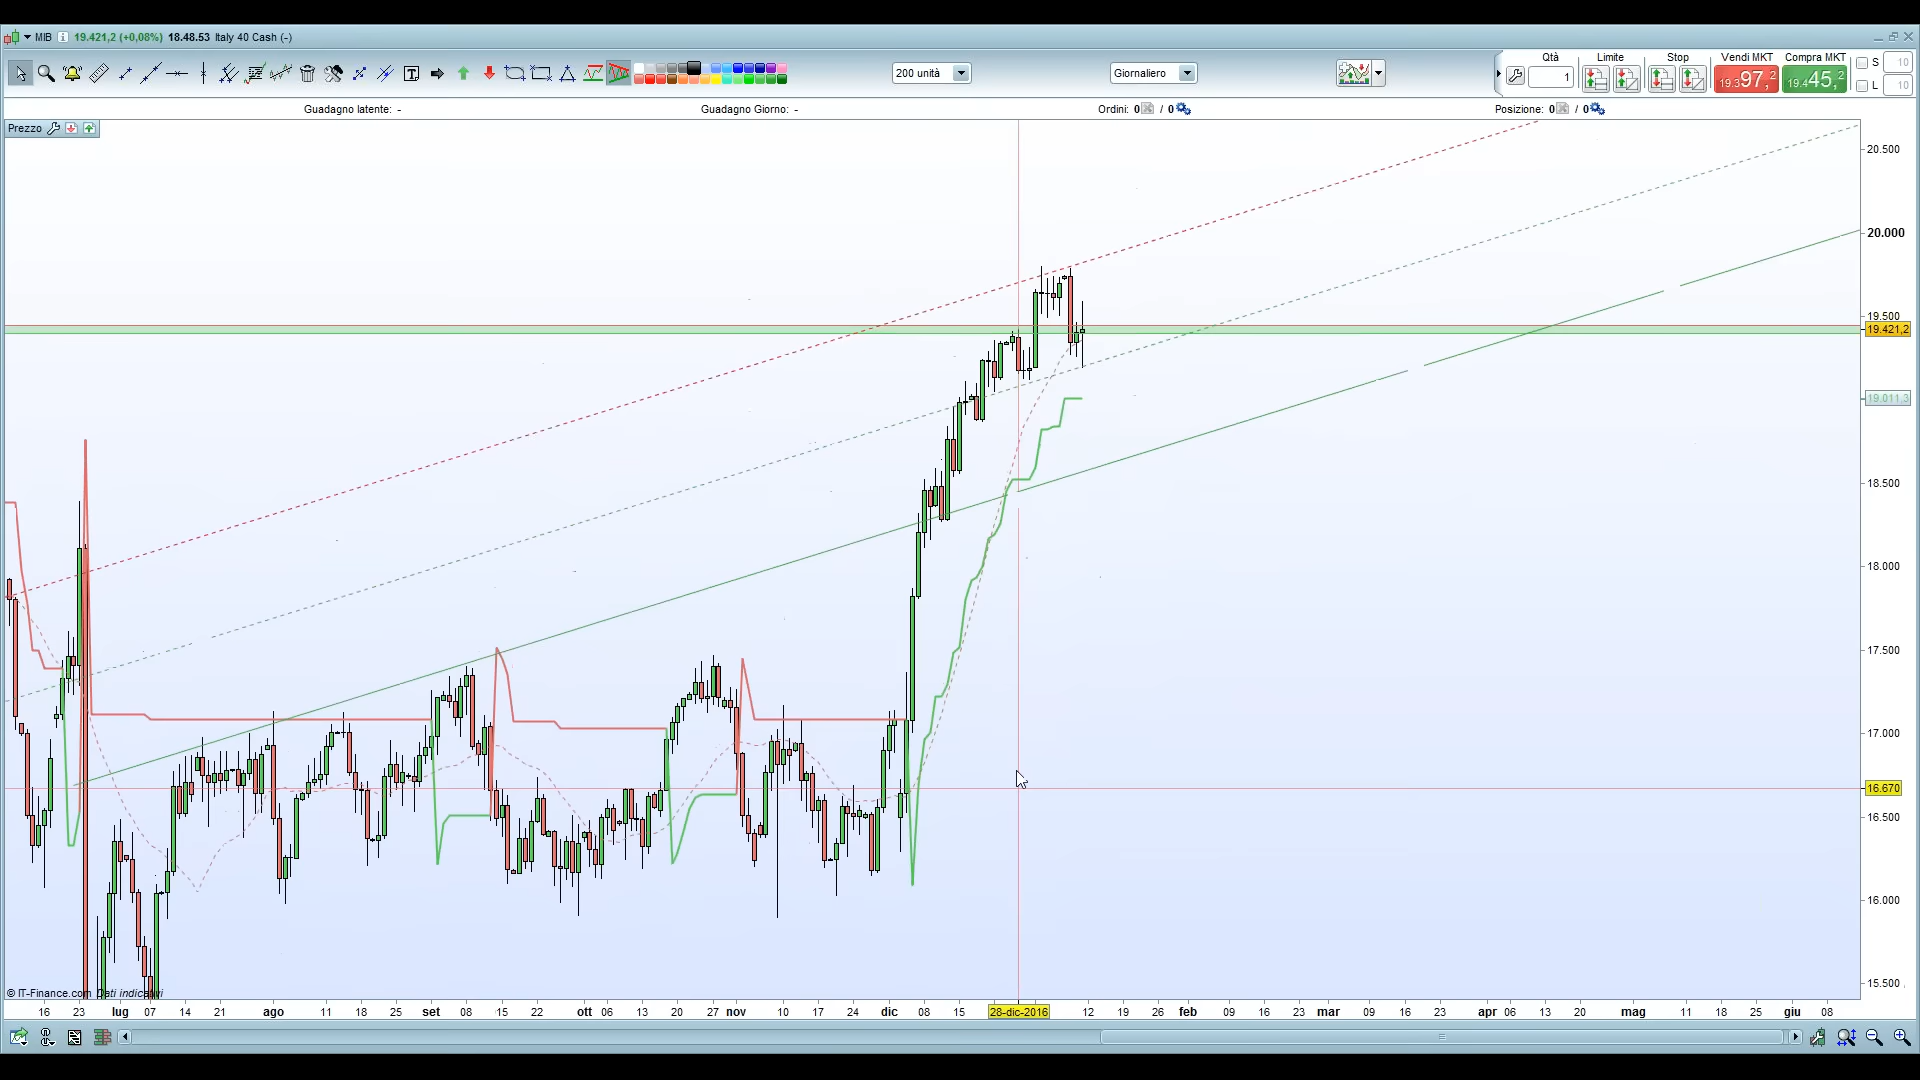 MIB 19.421,2 (+0,08%) 18.48.53 Italy 40 Cash (-)
200 unità
Giornaliero
Qtà Limite Stop Vendi MKT Compra MKT
1 19.397,2 19.445,2
S 10
L 10
Guadagno latente: -
Guadagno Giorno: -
Ordini: 0 / 0
Posizione: 0 / 0
Prezzo
20.500
20.000
19.500
19.421,2
19.011,3
18.500
18.000
17.500
17.000
16.670
16.500
16.000
15.500
© IT-Finance.com Dati indicativi
16 23 lug 07 14 21 ago 11 18 25 set 08 15 22 ott 06 13 20 27 nov 10 17 24 dic 08 15 28-dic-2016 12 19 26 feb 09 16 23 mar 09 16 23 apr 06 13 20 mag 11 18 25 giu 08